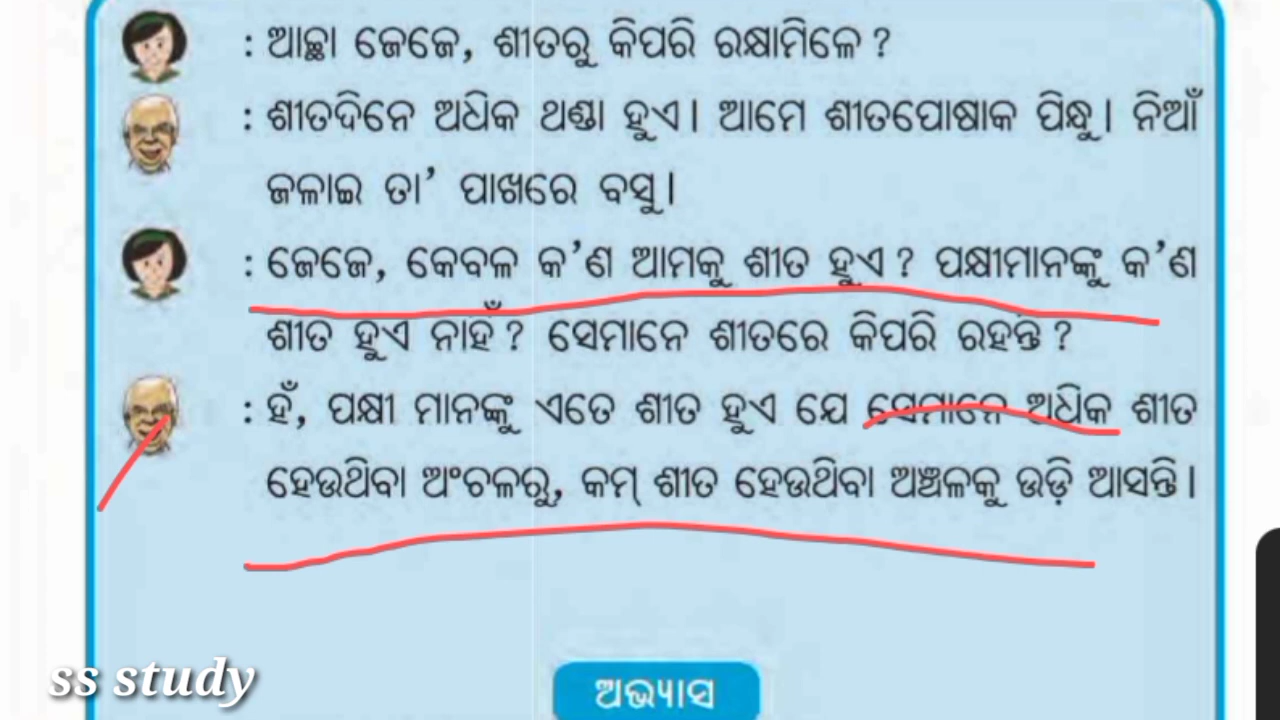 : ଆଚ୍ଛା ଜେଜେ, ଶୀତରୁ କିପରି ରକ୍ଷାମିଳେ ?
: ଶୀତଦିନେ ଅଧିକ ଥଣ୍ଡା ହୁଏ। ଆମେ ଶୀତପୋଷାକ ପିନ୍ଧୁ। ନିଆଁ
ଜଳାଇ ତା’ ପାଖରେ ବସୁ।
: ଜେଜେ, କେବଳ କ’ଣ ଆମକୁ ଶୀତ ହୁଏ ? ପକ୍ଷୀମାନଙ୍କୁ କ’ଣ
ଶୀତ ହୁଏ ନାହିଁ ? ସେମାନେ ଶୀତରେ କିପରି ରହନ୍ତି ?
: ହଁ, ପକ୍ଷୀ ମାନଙ୍କୁ ଏତେ ଶୀତ ହୁଏ ଯେ ସେମାନେ ଅଧିକ ଶୀତ
ହେଉଥିବା ଅଂଚଳରୁ, କମ୍ ଶୀତ ହେଉଥିବା ଅଞ୍ଚଳକୁ ଉଡ଼ି ଆସନ୍ତି।
ss study
ଅଭ୍ୟାସ